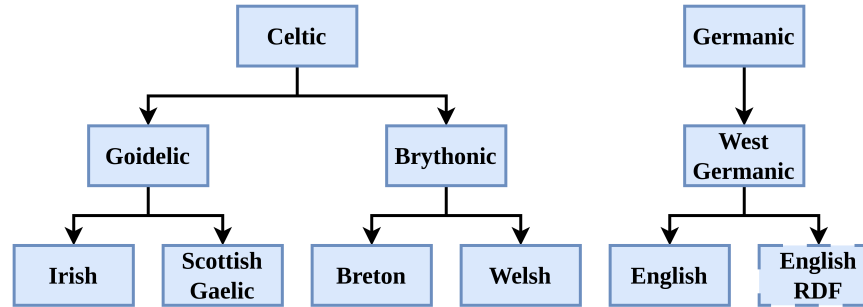 Celtic
Germanic
Goidelic
Brythonic
West
Germanic
Irish
Scottish
Gaelic
Breton
Welsh
English
English
RDF